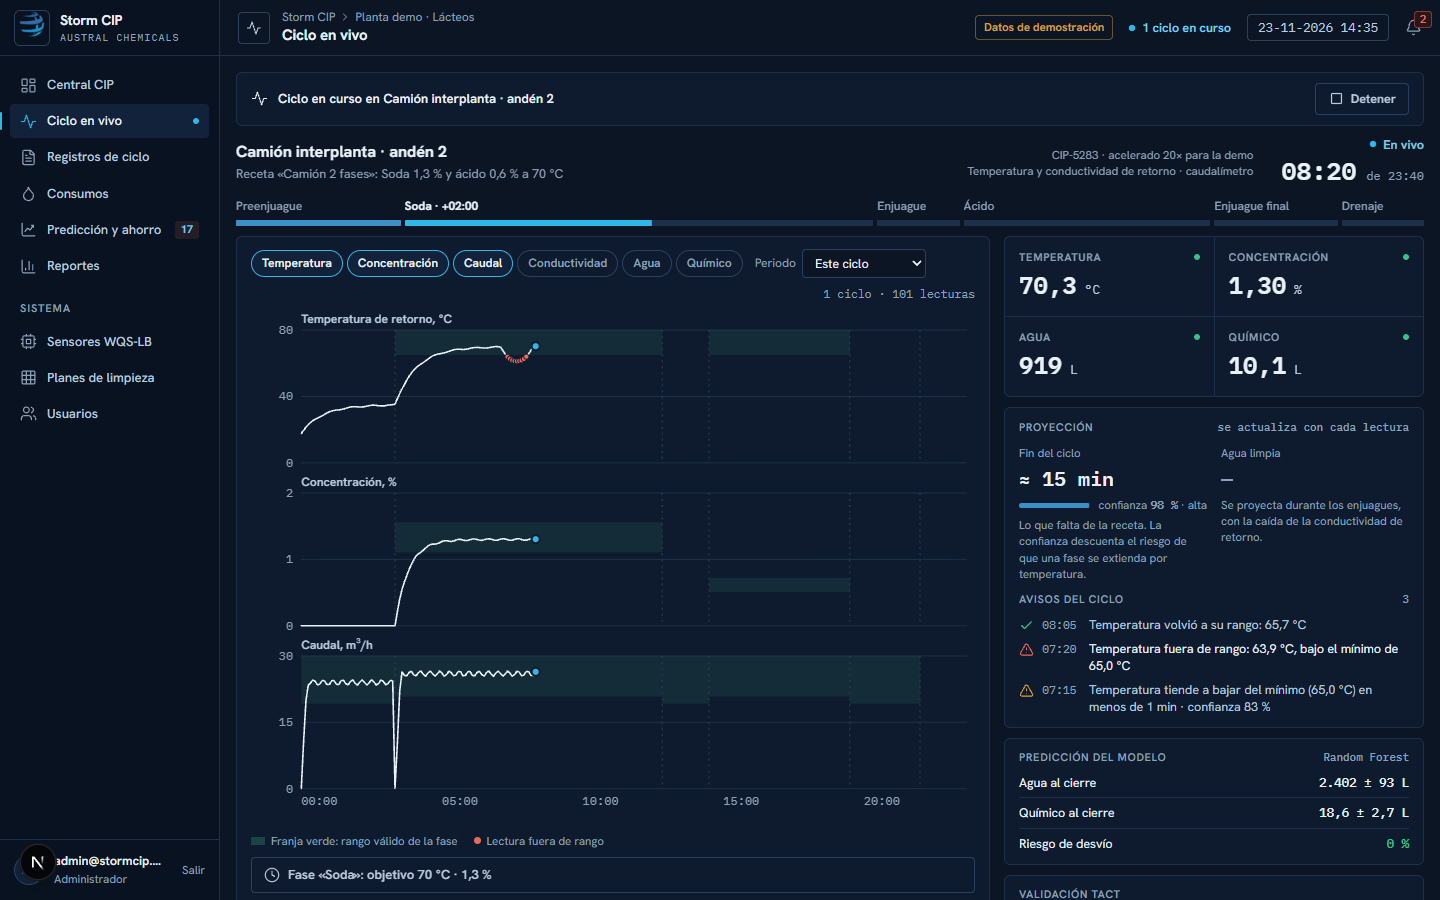 Storm CIP
AUSTRAL CHEMICALS
Central CIP
Ciclo en vivo
Registros de ciclo
Consumos
Predicción y ahorro 17
Reportes
SISTEMA
Sensores WQS-LB
Planes de limpieza
Usuarios
N
admin@stormcip....
Administrador
Salir
Storm CIP > Planta demo · Lácteos
Ciclo en vivo
Datos de demostración
1 ciclo en curso
23-11-2026 14:35
2
Ciclo en curso en Camión interplanta · andén 2
Detener
Camión interplanta · andén 2
Receta «Camión 2 fases»: Soda 1,3 % y ácido 0,6 % a 70 °C
CIP-5283 · acelerado 20× para la demo
Temperatura y conductividad de retorno · caudalímetro
En vivo
08:20 de 23:40
Preenjuague
Soda · +02:00
Enjuague
Ácido
Enjuague final
Drenaje
Temperatura
Concentración
Caudal
Conductividad
Agua
Químico
Periodo
Este ciclo
1 ciclo · 101 lecturas
Temperatura de retorno, °C
80
40
0
Concentración, %
2
1
0
Caudal, m³/h
30
15
0
00:00
05:00
10:00
15:00
20:00
Franja verde: rango válido de la fase
Lectura fuera de rango
Fase «Soda»: objetivo 70 °C · 1,3 %
TEMPERATURA
70,3 °C
CONCENTRACIÓN
1,30 %
AGUA
919 L
QUÍMICO
10,1 L
PROYECCIÓN
se actualiza con cada lectura
Fin del ciclo
≈ 15 min
confianza 98 % · alta
Lo que falta de la receta. La
confianza descuenta el riesgo de
que una fase se extienda por
temperatura.
Agua limpia
—
Se proyecta durante los enjuagues,
con la caída de la conductividad de
retorno.
AVISOS DEL CICLO
3
08:05 Temperatura volvió a su rango: 65,7 °C
07:20 Temperatura fuera de rango: 63,9 °C, bajo el mínimo de
65,0 °C
07:15 Temperatura tiende a bajar del mínimo (65,0 °C) en
menos de 1 min · confianza 83 %
PREDICCIÓN DEL MODELO
Random Forest
Agua al cierre 2.402 ± 93 L
Químico al cierre 18,6 ± 2,7 L
Riesgo de desvío 0 %
VALIDACIÓN TACT